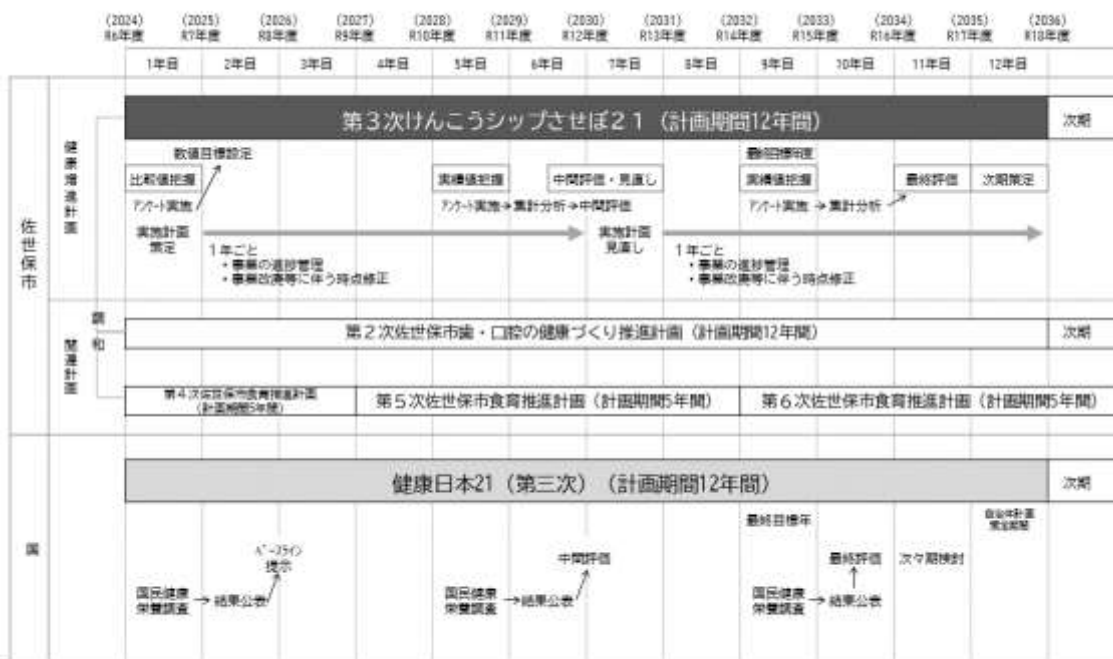 (2024) (2025) (2026) (2027) (2028) (2029) (2030) (2031) (2032) (2033) (2034) (2035) (2036)
R6年度 R7年度 R8年度 R9年度 R10年度 R11年度 R12年度 R13年度 R14年度 R15年度 R16年度 R17年度 R18年度
1年目 2年目 3年目 4年目 5年目 6年目 7年目 8年目 9年目 10年目 11年目 12年目
佐世保市
健康増進計画
第3次けんこうシップさせぼ21（計画期間12年間） 次期
数値目標設定 最終目標年度
比較値把握 実績値把握 中間評価・見直し 実績値把握 最終評価 次期策定
ｱﾝｹｰﾄ実施 ｱﾝｹｰﾄ実施→集計分析→中間評価 ｱﾝｹｰﾄ実施→集計分析
実施計画 実施計画
策定 見直し
1年ごと 1年ごと
・事業の進捗管理 ・事業の進捗管理
・事業改廃等に伴う時点修正 ・事業改廃等に伴う時点修正
調和
関連計画
第2次佐世保市歯・口腔の健康づくり推進計画（計画期間12年間） 次期
第4次佐世保市食育推進計画
（計画期間5年間）
第5次佐世保市食育推進計画（計画期間5年間） 第6次佐世保市食育推進計画（計画期間5年間）
国
健康日本21（第三次）（計画期間12年間） 次期
最終目標年 自治体計画
策定期間
ﾍﾞｰｽﾗｲﾝ
提示
中間評価 最終評価 次々期検討
国民健康 国民健康 国民健康
栄養調査 →結果公表 栄養調査 →結果公表 栄養調査 →結果公表